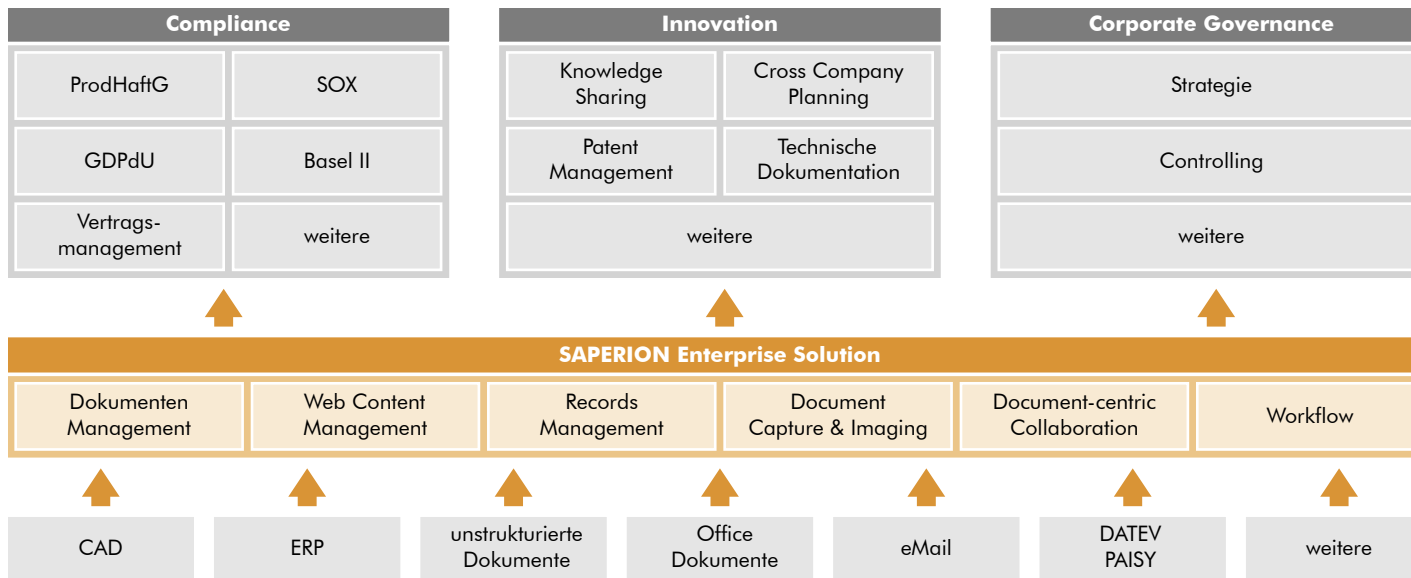 Compliance
ProdHaftG
SOX
GDPdU
Basel II
Vertrags-
management
weitere
Innovation
Knowledge
Sharing
Cross Company
Planning
Patent
Management
Technische
Dokumentation
weitere
Corporate Governance
Strategie
Controlling
weitere
SAPERION Enterprise Solution
Dokumenten
Management
Web Content
Management
Records
Management
Document
Capture & Imaging
Document-centric
Collaboration
Workflow
CAD
ERP
unstrukturierte
Dokumente
Office
Dokumente
eMail
DATEV
PAISY
weitere